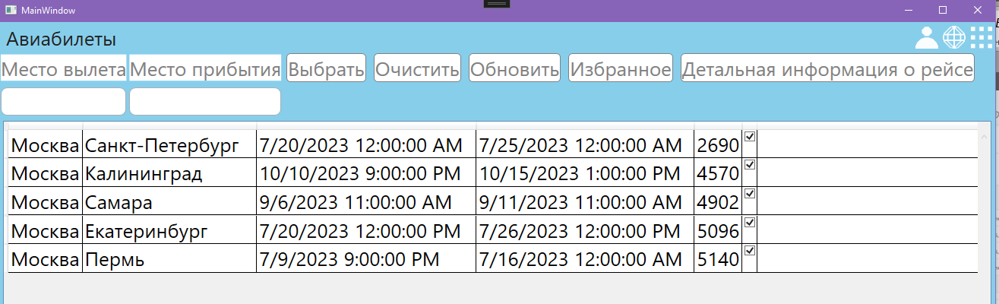 MainWindow
Авиабилеты
Место вылета Место прибытия Выбрать Очистить Обновить Избранное Детальная информация о рейсе
Москва Санкт-Петербург 7/20/2023 12:00:00 AM 7/25/2023 12:00:00 AM 2690
Москва Калининград 10/10/2023 9:00:00 PM 10/15/2023 1:00:00 PM 4570
Москва Самара 9/6/2023 11:00:00 AM 9/11/2023 11:00:00 AM 4902
Москва Екатеринбург 7/20/2023 12:00:00 PM 7/26/2023 12:00:00 PM 5096
Москва Пермь 7/9/2023 9:00:00 PM 7/16/2023 12:00:00 AM 5140